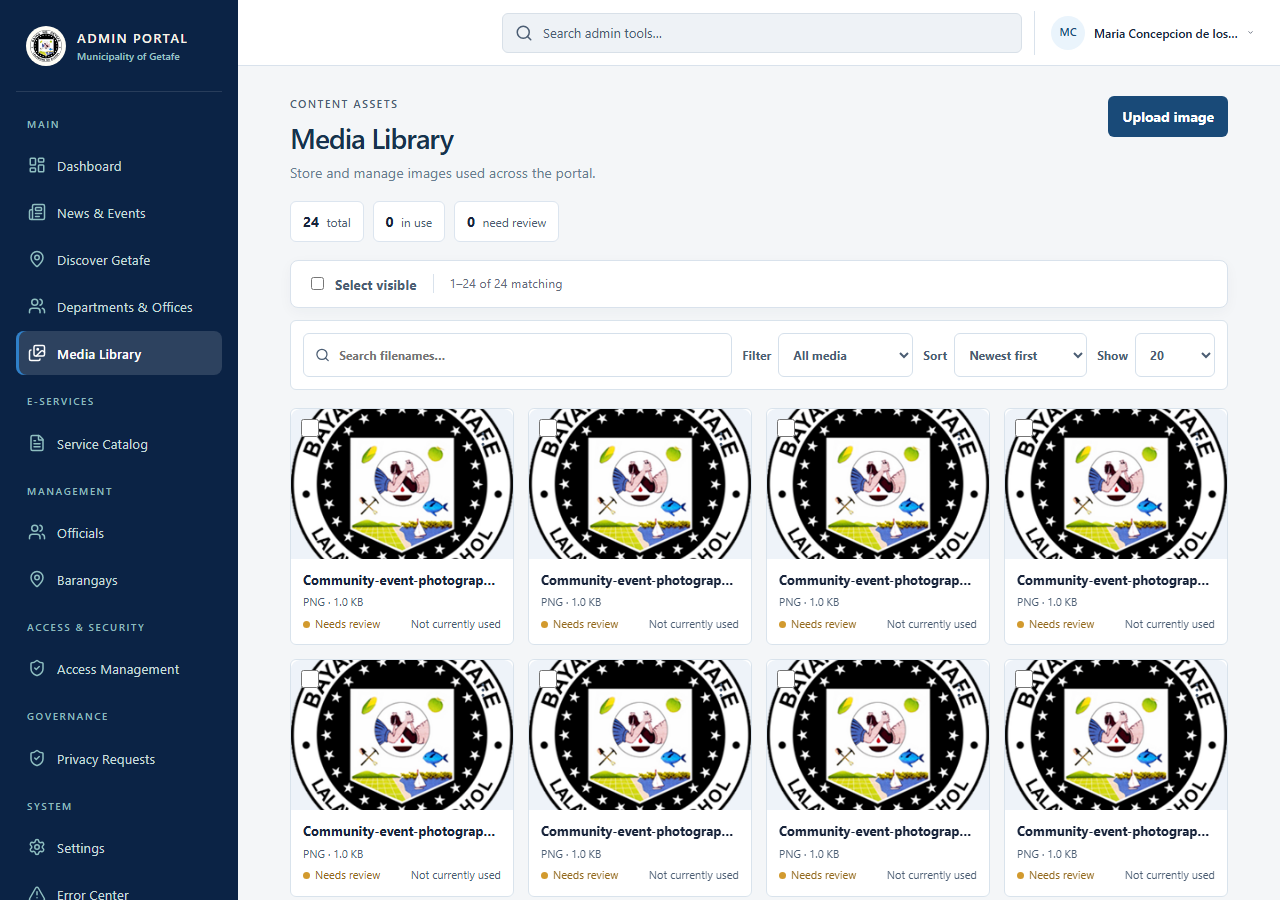 ADMIN PORTAL
Municipality of Getafe
MAIN
Dashboard
News & Events
Discover Getafe
Departments & Offices
Media Library
E-SERVICES
Service Catalog
MANAGEMENT
Officials
Barangays
ACCESS & SECURITY
Access Management
GOVERNANCE
Privacy Requests
SYSTEM
Settings
Error Center
Search admin tools...
MC
Maria Concepcion de los...
CONTENT ASSETS
Media Library
Store and manage images used across the portal.
Upload image
24 total
0 in use
0 need review
Select visible
1–24 of 24 matching
Search filenames...
Filter
All media
Sort
Newest first
Show
20
Community-event-photograp...
PNG · 1.0 KB
Needs review
Not currently used
Community-event-photograp...
PNG · 1.0 KB
Needs review
Not currently used
Community-event-photograp...
PNG · 1.0 KB
Needs review
Not currently used
Community-event-photograp...
PNG · 1.0 KB
Needs review
Not currently used
Community-event-photograp...
PNG · 1.0 KB
Needs review
Not currently used
Community-event-photograp...
PNG · 1.0 KB
Needs review
Not currently used
Community-event-photograp...
PNG · 1.0 KB
Needs review
Not currently used
Community-event-photograp...
PNG · 1.0 KB
Needs review
Not currently used